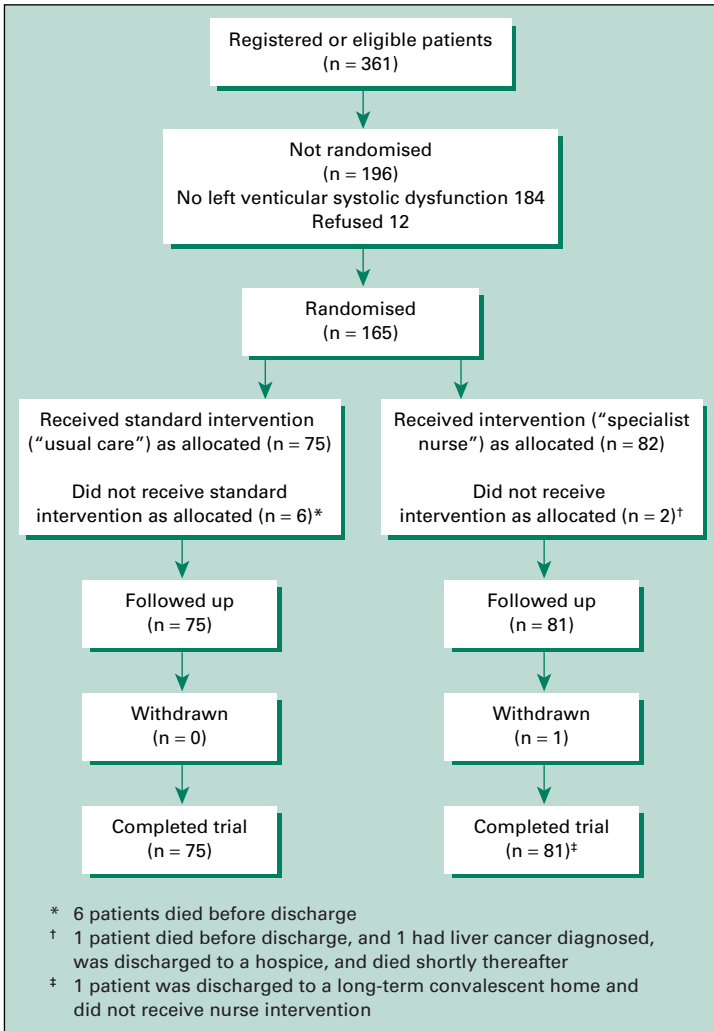 Registered or eligible patients
(n = 361)
Not randomised
(n = 196)
No left venticular systolic dysfunction 184
Refused 12
Randomised
(n = 165)
Received standard intervention
("usual care") as allocated (n = 75)
Did not receive standard
intervention as allocated (n = 6)*
Received intervention ("specialist
nurse") as allocated (n = 82)
Did not receive
intervention as allocated (n = 2)†
Followed up
(n = 75)
Followed up
(n = 81)
Withdrawn
(n = 0)
Withdrawn
(n = 1)
Completed trial
(n = 75)
Completed trial
(n = 81)‡
* 6 patients died before discharge
† 1 patient died before discharge, and 1 had liver cancer diagnosed,
was discharged to a hospice, and died shortly thereafter
‡ 1 patient was discharged to a long-term convalescent home and
did not receive nurse intervention